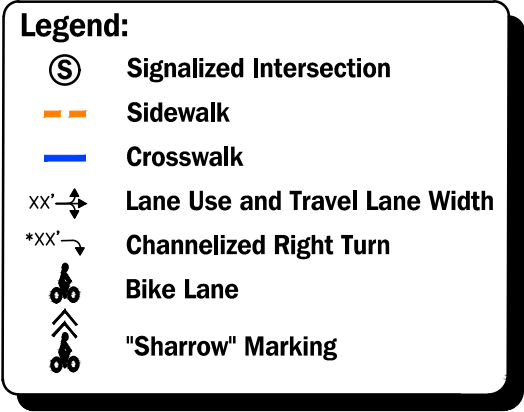 Legend:
S Signalized Intersection
Sidewalk
Crosswalk
XX' Lane Use and Travel Lane Width
*XX' Channelized Right Turn
Bike Lane
"Sharrow" Marking